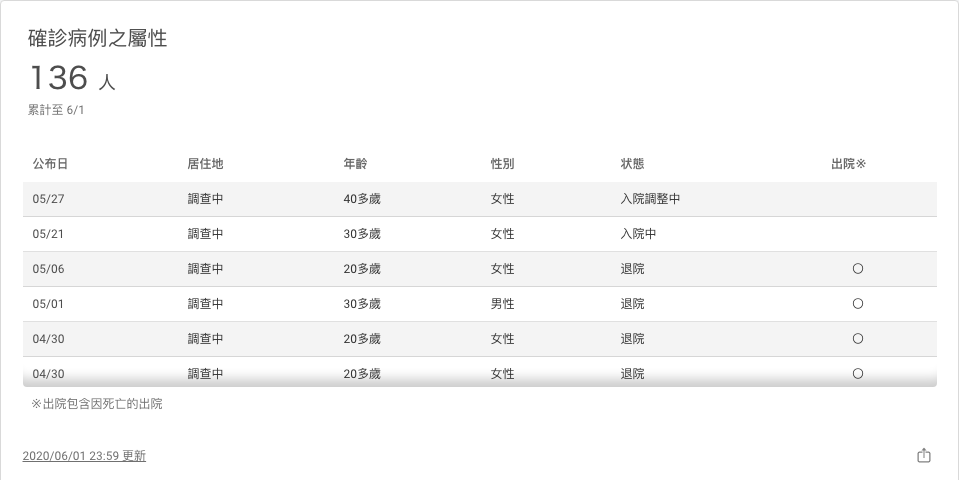 確診病例之屬性
136 人
累計至 6/1
公布日 居住地 年齢 性別 状態 出院※
05/27 調查中 40多歲 女性 入院調整中
05/21 調查中 30多歲 女性 入院中
05/06 調查中 20多歲 女性 退院 ○
05/01 調查中 30多歲 男性 退院 ○
04/30 調查中 20多歲 女性 退院 ○
04/30 調查中 20多歲 女性 退院 ○
※出院包含因死亡的出院
2020/06/01 23:59 更新